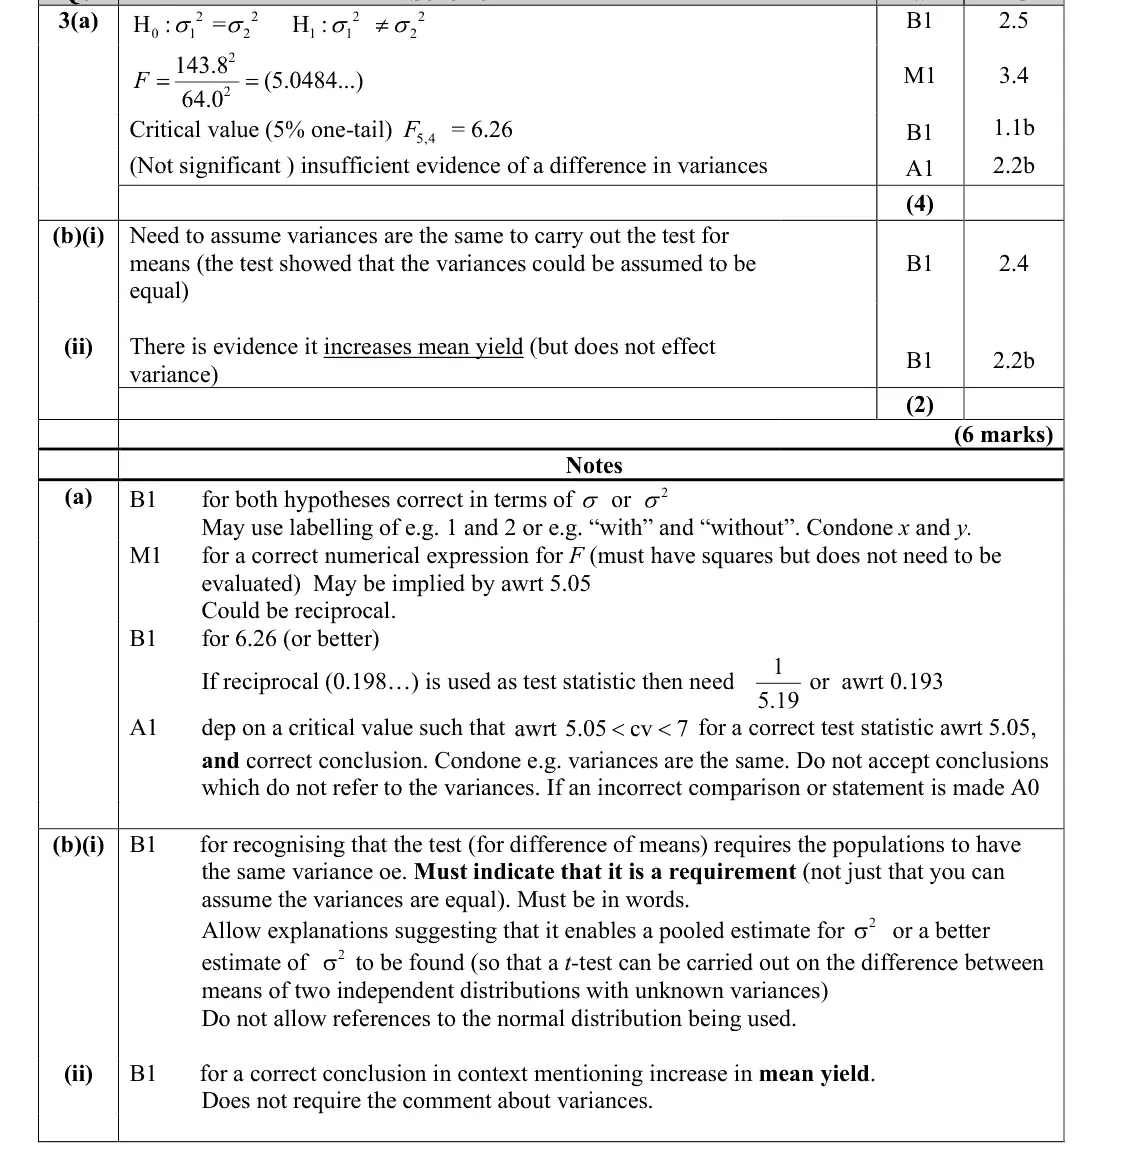 3(a) H₀ : σ₁² = σ₂² H₁ : σ₁² ≠ σ₂² B1 2.5
F = 143.8² / 64.0² = (5.0484...) M1 3.4
Critical value (5% one-tail) F₅,₄ = 6.26 B1 1.1b
(Not significant ) insufficient evidence of a difference in variances A1 2.2b
(4)
(b)(i) Need to assume variances are the same to carry out the test for
means (the test showed that the variances could be assumed to be B1 2.4
equal)
(ii) There is evidence it increases mean yield (but does not effect
variance) B1 2.2b
(2)
(6 marks)
Notes
(a) B1 for both hypotheses correct in terms of σ or σ²
May use labelling of e.g. 1 and 2 or e.g. “with” and “without”. Condone x and y.
M1 for a correct numerical expression for F (must have squares but does not need to be
evaluated) May be implied by awrt 5.05
Could be reciprocal.
B1 for 6.26 (or better)
If reciprocal (0.198…) is used as test statistic then need 1/5.19 or awrt 0.193
A1 dep on a critical value such that awrt 5.05 < cv < 7 for a correct test statistic awrt 5.05,
and correct conclusion. Condone e.g. variances are the same. Do not accept conclusions
which do not refer to the variances. If an incorrect comparison or statement is made A0
(b)(i) B1 for recognising that the test (for difference of means) requires the populations to have
the same variance oe. Must indicate that it is a requirement (not just that you can
assume the variances are equal). Must be in words.
Allow explanations suggesting that it enables a pooled estimate for σ² or a better
estimate of σ² to be found (so that a t-test can be carried out on the difference between
means of two independent distributions with unknown variances)
Do not allow references to the normal distribution being used.
(ii) B1 for a correct conclusion in context mentioning increase in mean yield.
Does not require the comment about variances.